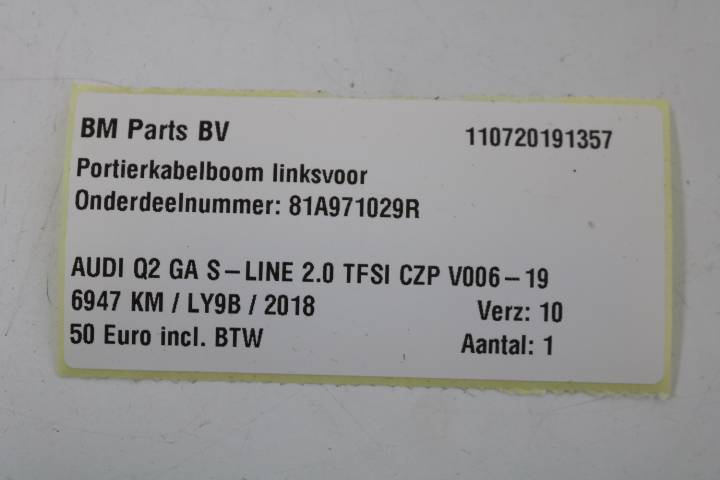 BM Parts BV 110720191357
Portierkabelboom linksvoor
Onderdeelnummer: 81A971029R
AUDI Q2 GA S-LINE 2.0 TFSI CZP V006-19
6947 KM / LY9B / 2018 Verz: 10
50 Euro incl. BTW Aantal: 1